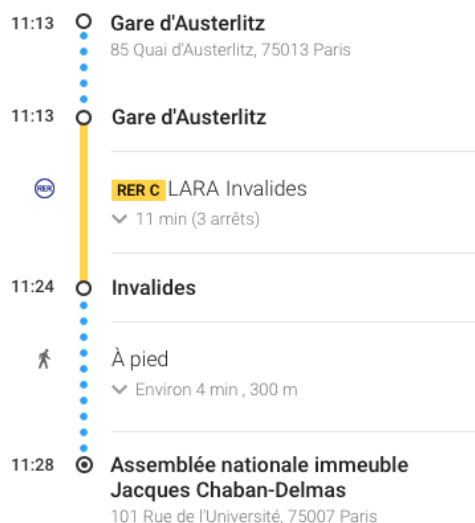 11:13 Gare d'Austerlitz
85 Quai d'Austerlitz, 75013 Paris
11:13 Gare d'Austerlitz
RER RER C LARA Invalides
11 min (3 arrêts)
11:24 Invalides
À pied
Environ 4 min , 300 m
11:28 Assemblée nationale immeuble
Jacques Chaban-Delmas
101 Rue de l'Université, 75007 Paris